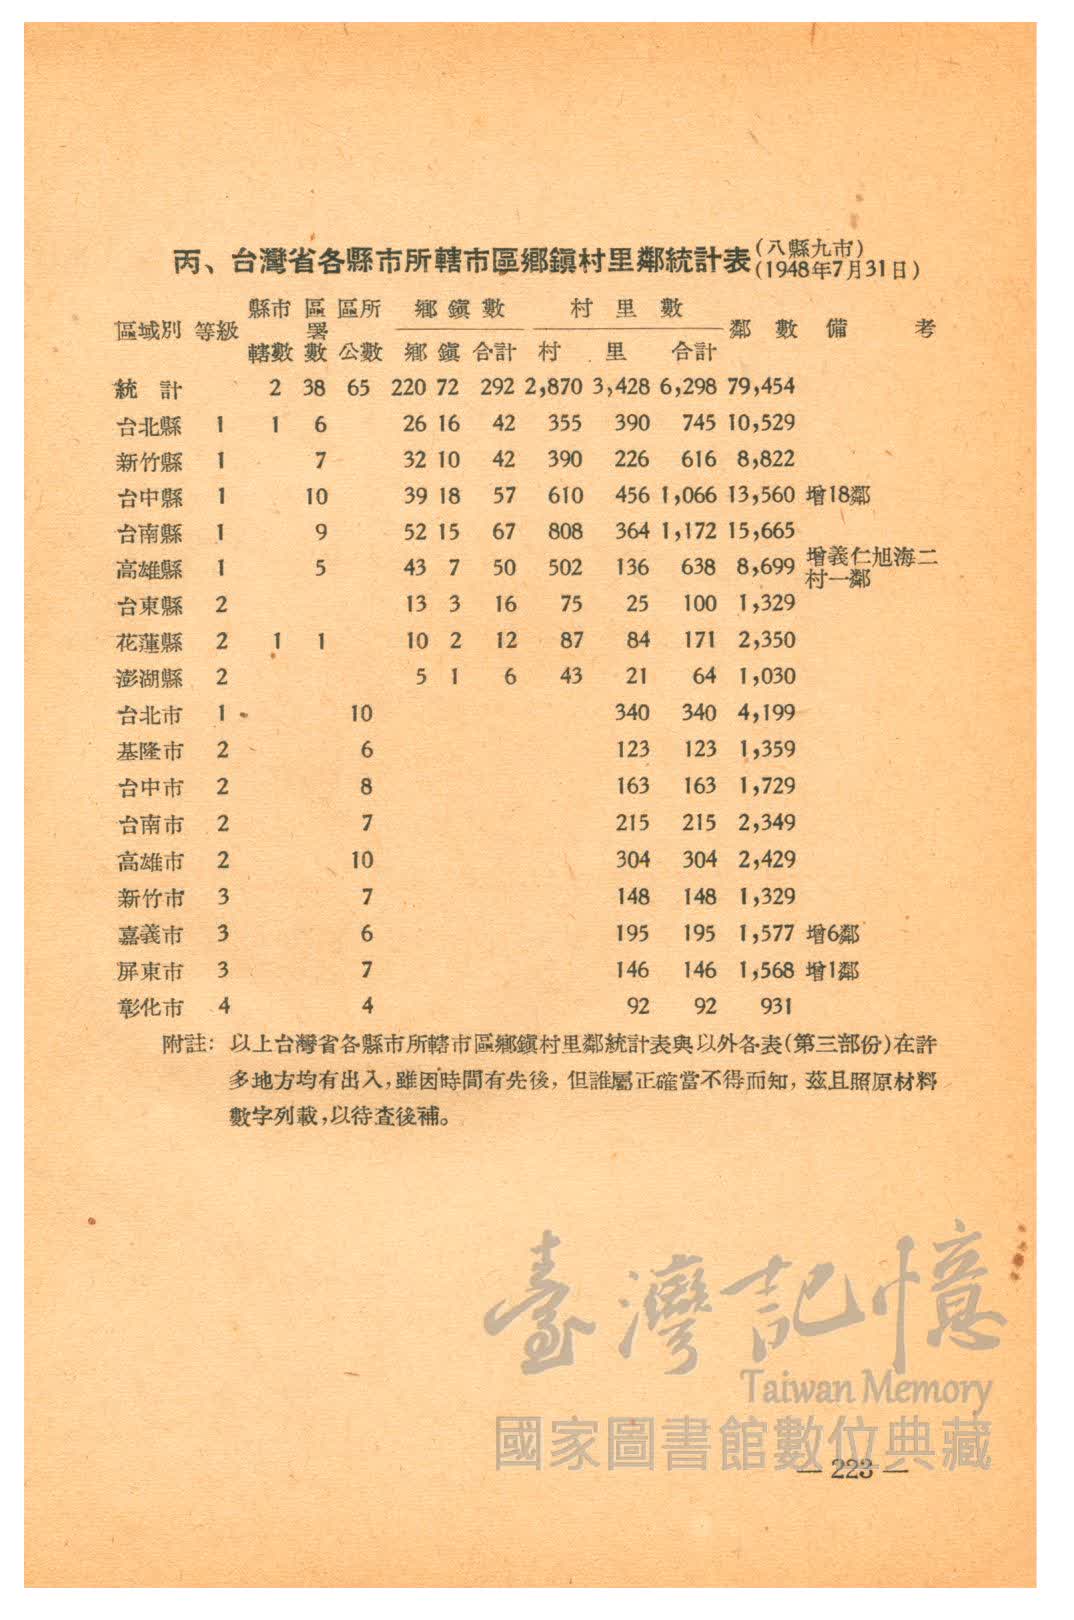 丙、台灣省各縣市所轄市區鄉鎭村里鄰統計表(八縣九市)(1948年7月31日)
區域別 等級 縣市轄數 區署數 區所公數 鄉鎭數 村里數 鄰數 備考
鄉 鎭 合計 村 里 合計
統計 2 38 65 220 72 292 2,870 3,428 6,298 79,454
台北縣 1 1 6 26 16 42 355 390 745 10,529
新竹縣 1 7 32 10 42 390 226 616 8,822
台中縣 1 10 39 18 57 610 456 1,066 13,560 增18鄰
台南縣 1 9 52 15 67 808 364 1,172 15,665
高雄縣 1 5 43 7 50 502 136 638 8,699 增義仁旭海二村一鄰
台東縣 2 13 3 16 75 25 100 1,329
花蓮縣 2 1 1 10 2 12 87 84 171 2,350
澎湖縣 2 5 1 6 43 21 64 1,030
台北市 1 10 340 340 4,199
基隆市 2 6 123 123 1,359
台中市 2 8 163 163 1,729
台南市 2 7 215 215 2,349
高雄市 2 10 304 304 2,429
新竹市 3 7 148 148 1,329
嘉義市 3 6 195 195 1,577 增6鄰
屏東市 3 7 146 146 1,568 增1鄰
彰化市 4 4 92 92 931
附註: 以上台灣省各縣市所轄市區鄉鎭村里鄰統計表與以外各表(第三部份)在許
多地方均有出入,雖因時間有先後,但誰屬正確當不得而知,茲且照原材料
數字列載,以待查後補。
臺灣記憶
Taiwan Memory
國家圖書館數位典藏
— 223 —